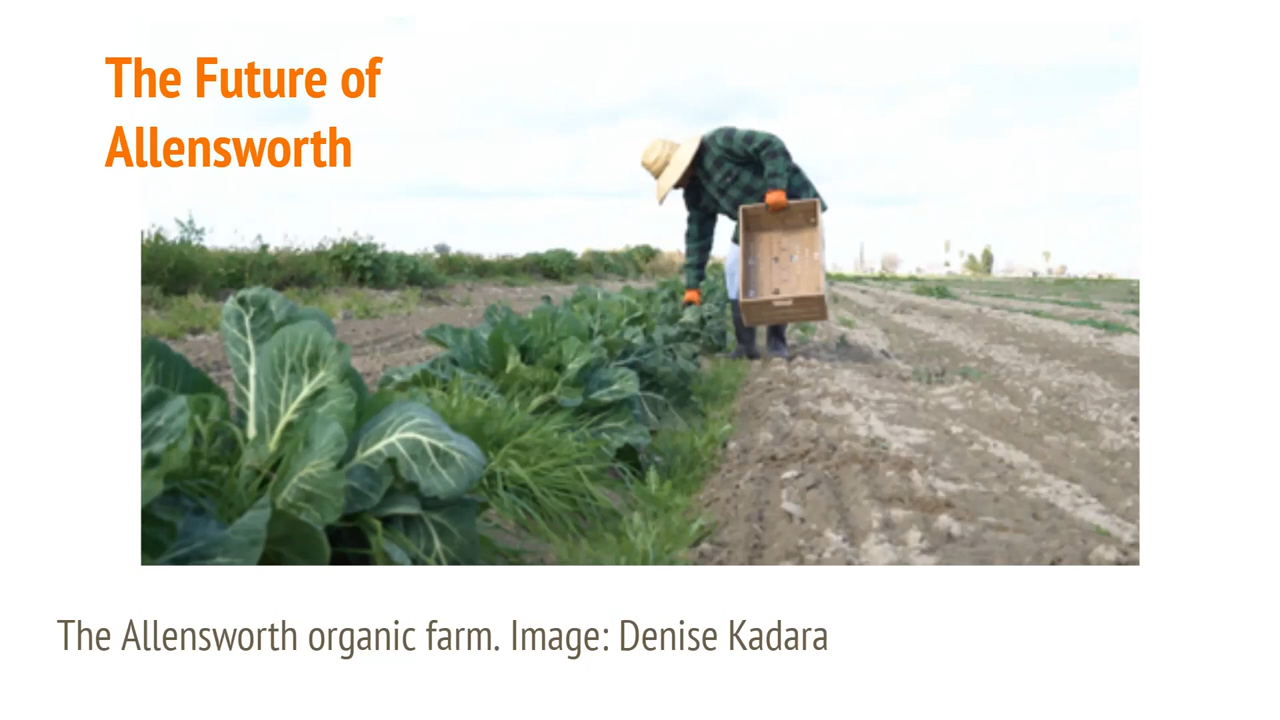 The Future of
Allensworth
The Allensworth organic farm. Image: Denise Kadara